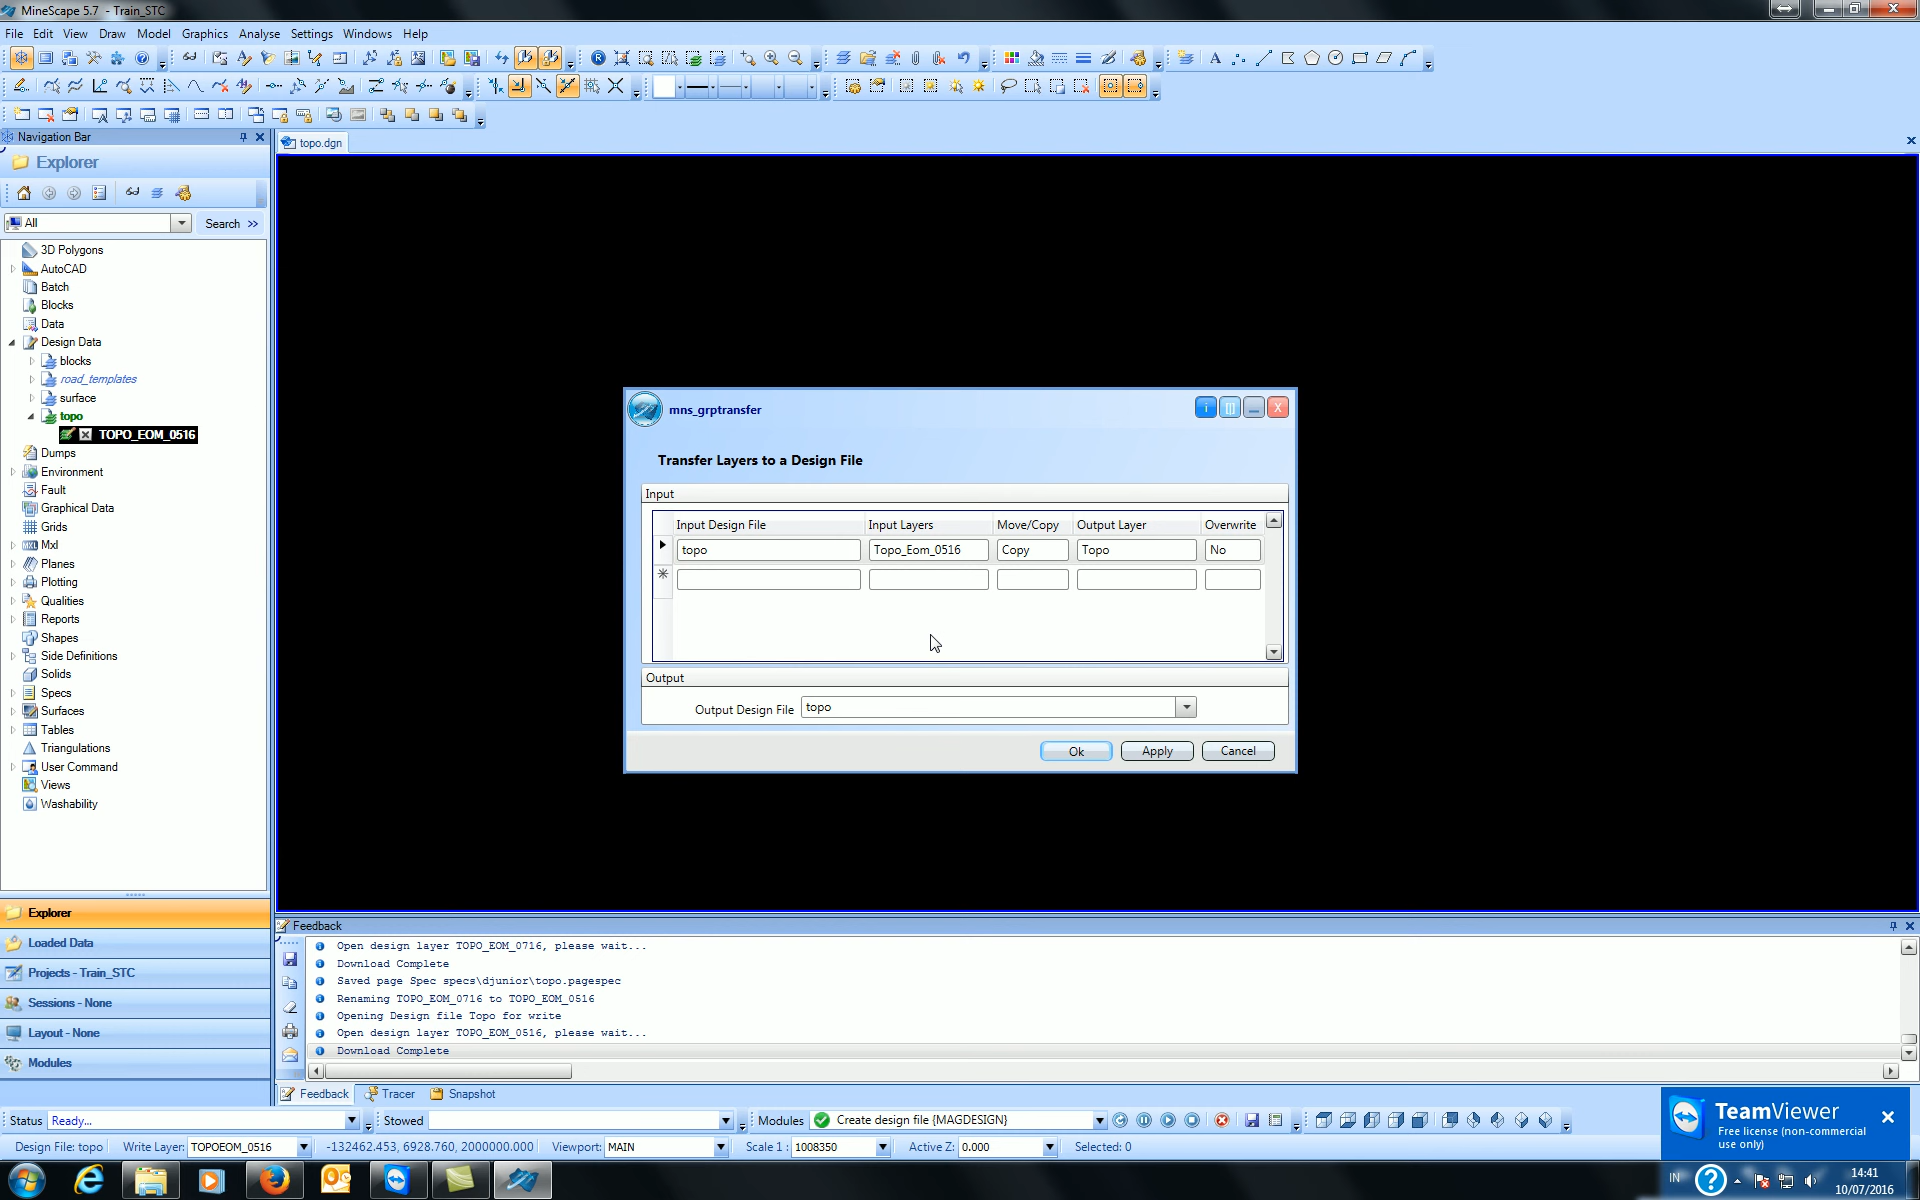 MineScape 5.7 - Train_STC
File Edit View Draw Model Graphics Analyse Settings Windows Help
Navigation Bar
topo.dgn
Explorer
All
Search >>
3D Polygons
AutoCAD
Batch
Blocks
Data
Design Data
blocks
road_templates
surface
topo
TOPO_EOM_0516
Dumps
Environment
Fault
Graphical Data
Grids
Mxl
Planes
Plotting
Qualities
Reports
Shapes
Side Definitions
Solids
Specs
Surfaces
Tables
Triangulations
User Command
Views
Washability
Explorer
Loaded Data
Projects - Train_STC
Sessions - None
Layout - None
Modules
mns_grptransfer
Transfer Layers to a Design File
Input
Input Design File Input Layers Move/Copy Output Layer Overwrite
topo Topo_Eom_0516 Copy Topo No
Output
Output Design File topo
Ok Apply Cancel
Feedback
Open design layer TOPO_EOM_0716, please wait...
Download Complete
Saved page Spec specs\djunior\topo.pagespec
Renaming TOPO_EOM_0716 to TOPO_EOM_0516
Opening Design file Topo for write
Open design layer TOPO_EOM_0516, please wait...
Download Complete
Feedback Tracer Snapshot
Status Ready... Stowed Modules Create design file {MAGDESIGN}
Design File: topo Write Layer: TOPOEOM_0516 -132462.453, 6928.760, 2000000.000 Viewport: MAIN Scale 1 : 1008350 Active Z: 0.000 Selected: 0
TeamViewer
Free license (non-commercial
use only)
IN
14:41
10/07/2016